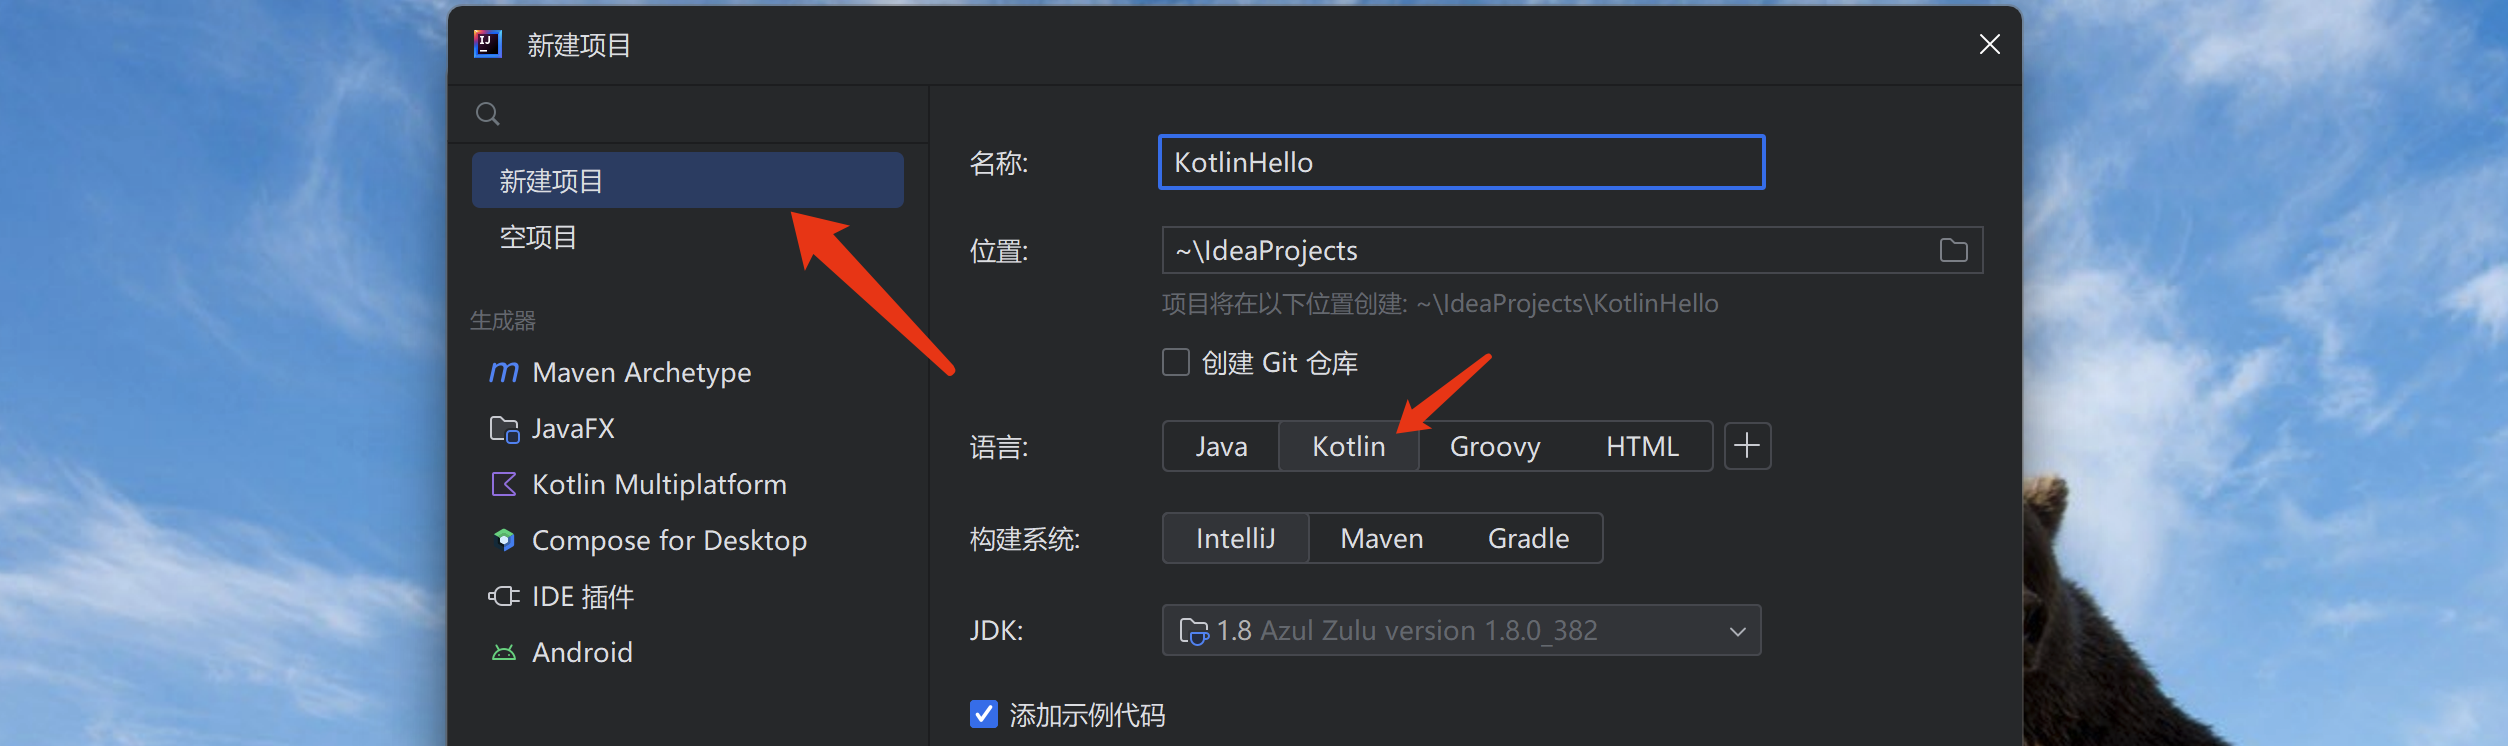 新建项目
新建项目
空项目
生成器
Maven Archetype
JavaFX
Kotlin Multiplatform
Compose for Desktop
IDE 插件
Android
名称: KotlinHello
位置: ~\IdeaProjects
项目将在以下位置创建: ~\IdeaProjects\KotlinHello
创建 Git 仓库
语言: Java Kotlin Groovy HTML
构建系统: IntelliJ Maven Gradle
JDK: 1.8 Azul Zulu version 1.8.0_382
添加示例代码